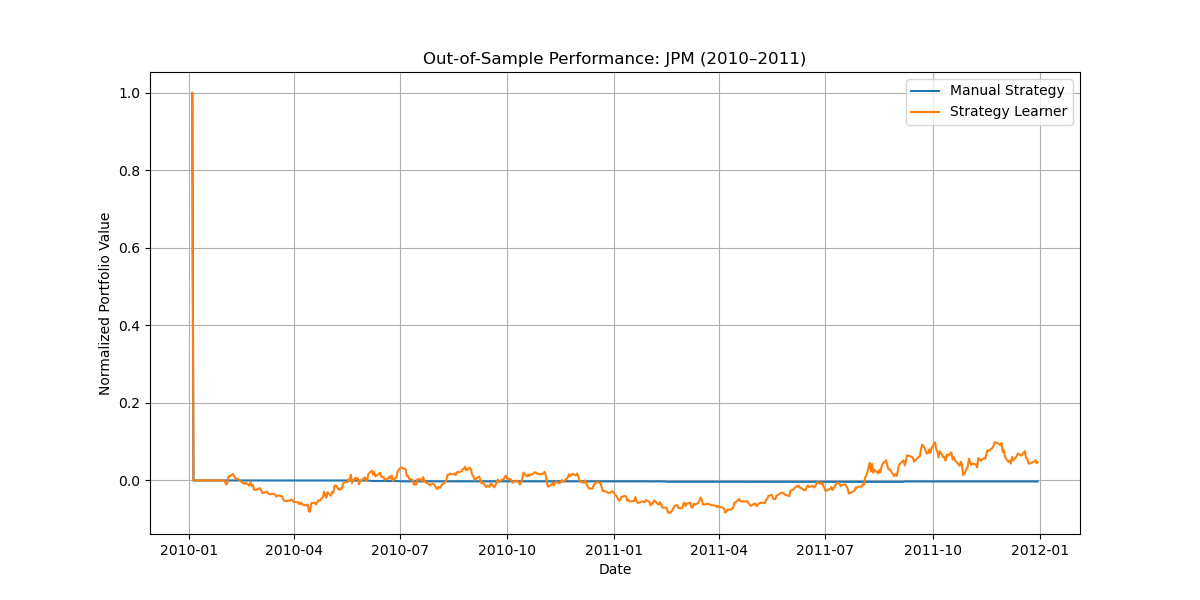 Out-of-Sample Performance: JPM (2010–2011)
Manual Strategy
Strategy Learner
Normalized Portfolio Value
1.0
0.8
0.6
0.4
0.2
0.0
2010-01 2010-04 2010-07 2010-10 2011-01 2011-04 2011-07 2011-10 2012-01
Date